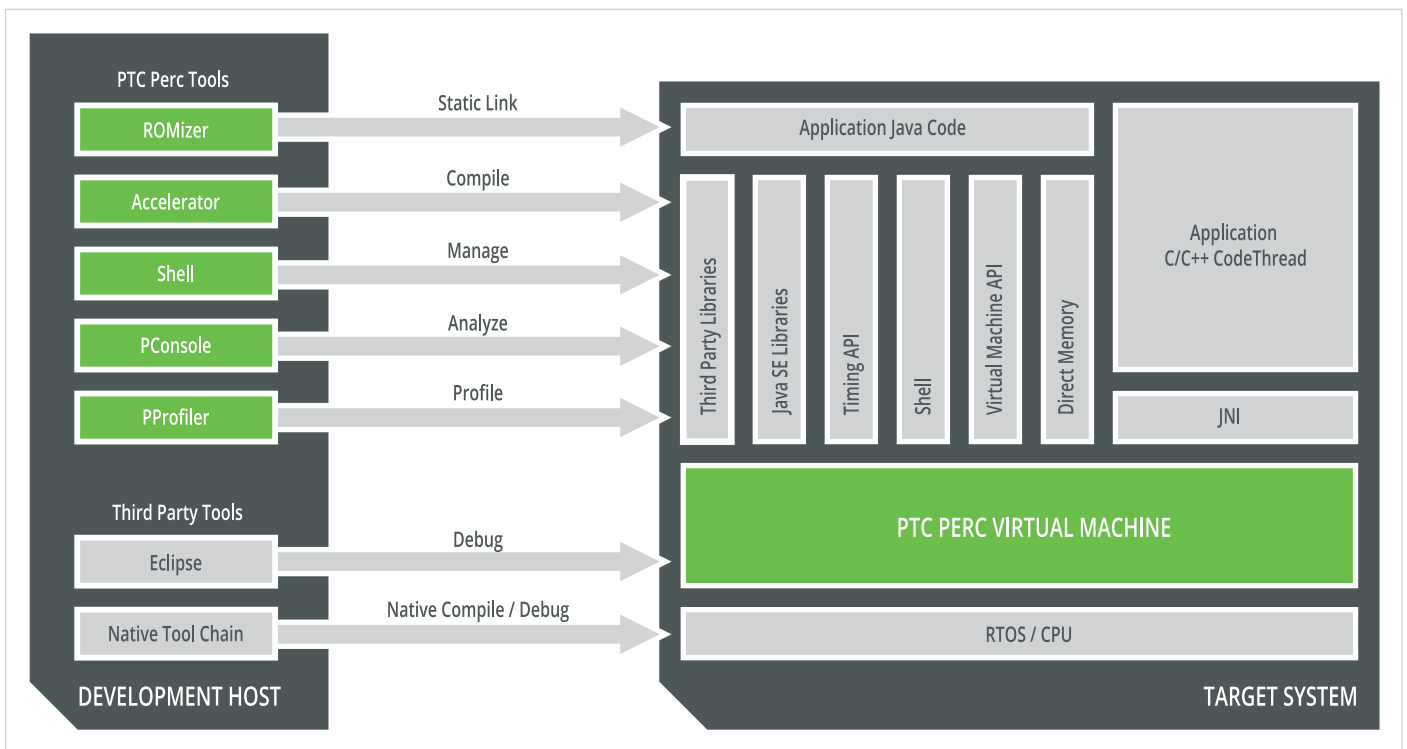 PTC Perc Tools
ROMizer
Accelerator
Shell
PConsole
PProfiler
Third Party Tools
Eclipse
Native Tool Chain
DEVELOPMENT HOST
Static Link
Compile
Manage
Analyze
Profile
Debug
Native Compile / Debug
Application Java Code
Third Party Libraries
Java SE Libraries
Timing API
Shell
Virtual Machine API
Direct Memory
Application
C/C++ CodeThread
JNI
PTC PERC VIRTUAL MACHINE
RTOS / CPU
TARGET SYSTEM